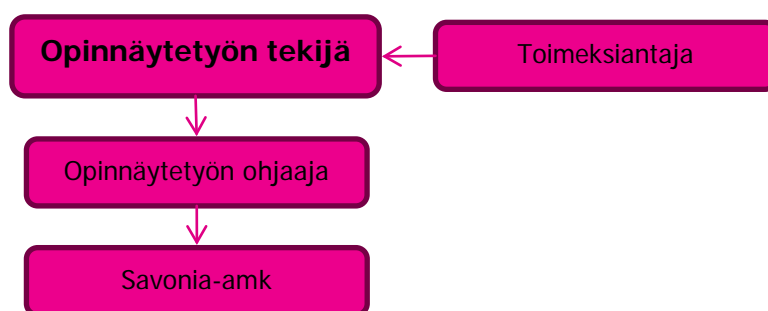 Opinnäytetyön tekijä
Toimeksiantaja
Opinnäytetyön ohjaaja
Savonia-amk